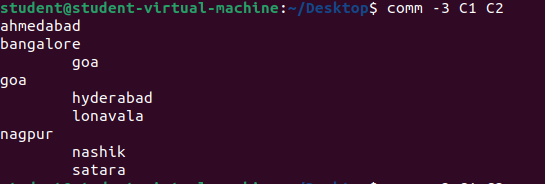 student@student-virtual-machine:~/Desktop$ comm -3 C1 C2
ahmedabad
bangalore
goa
goa
hyderabad
lonavala
nagpur
nashik
satara